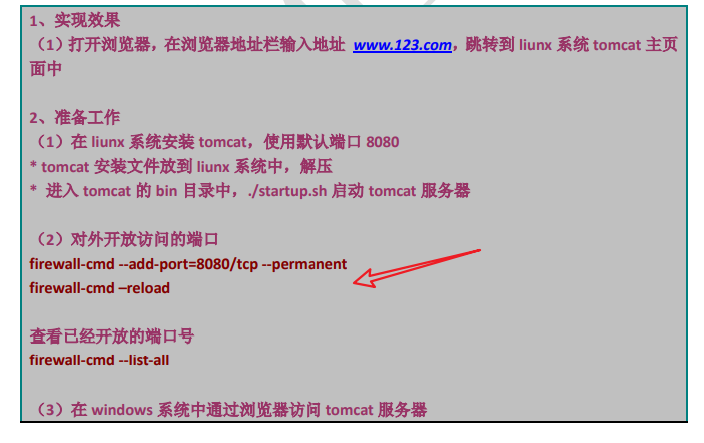 1、实现效果
（1）打开浏览器，在浏览器地址栏输入地址 www.123.com，跳转到 liunx 系统 tomcat 主页
面中
2、准备工作
（1）在 liunx 系统安装 tomcat，使用默认端口 8080
* tomcat 安装文件放到 liunx 系统中，解压
* 进入 tomcat 的 bin 目录中，./startup.sh 启动 tomcat 服务器
（2）对外开放访问的端口
firewall-cmd --add-port=8080/tcp --permanent
firewall-cmd –reload
查看已经开放的端口号
firewall-cmd --list-all
（3）在 windows 系统中通过浏览器访问 tomcat 服务器